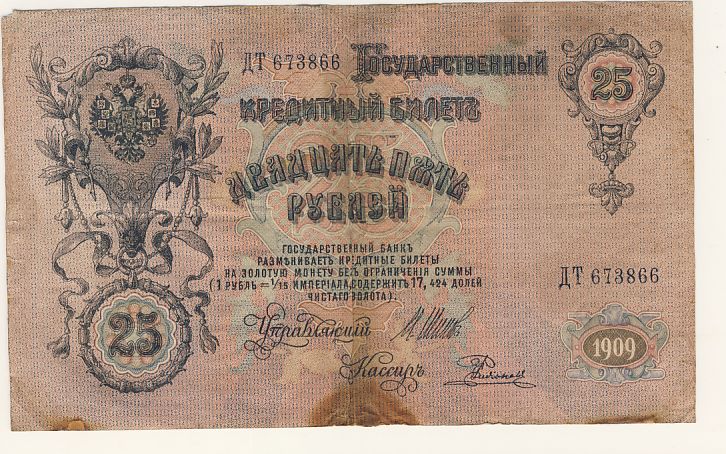 ДТ 673866
Государственный
25
Кредитный Билетъ
Двадцать пять
Рублей
ГОСУДАРСТВЕННЫЙ БАНКЪ
РАЗМѢНИВАЕТЪ КРЕДИТНЫЕ БИЛЕТЫ
НА ЗОЛОТУЮ МОНЕТУ БЕЗЪ ОГРАНИЧЕНІЯ СУММЫ
(1 РУБЛЬ = 1/15 ИМПЕРІАЛА, СОДЕРЖИТЪ 17,424 ДОЛЕЙ
ЧИСТАГО ЗОЛОТА).
ДТ 673866
25
Управляющій
И. Шиповъ
1909
Кассиръ